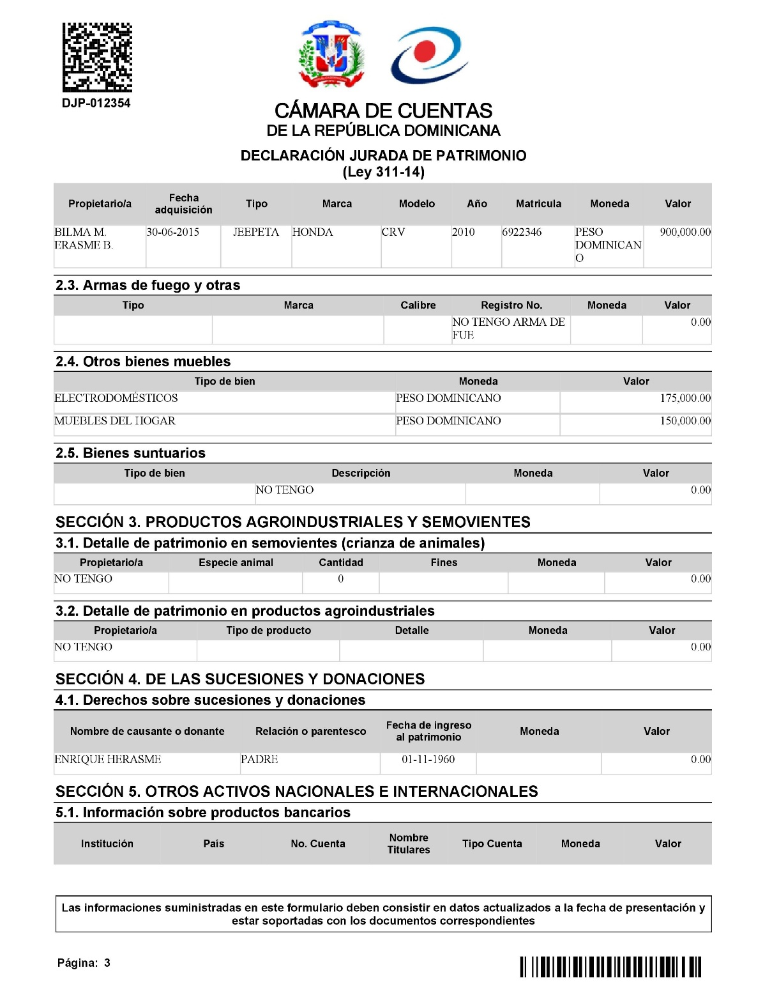 DJP-012354
CÁMARA DE CUENTAS
DE LA REPÚBLICA DOMINICANA
DECLARACIÓN JURADA DE PATRIMONIO
(Ley 311-14)
Propietario/a Fecha adquisición Tipo Marca Modelo Año Matricula Moneda Valor
BILMA M. 30-06-2015 JEEPETA HONDA CRV 2010 6922346 PESO 900,000.00
ERASME B. DOMINICAN
O
2.3. Armas de fuego y otras
Tipo Marca Calibre Registro No. Moneda Valor
NO TENGO ARMA DE 0.00
FUE
2.4. Otros bienes muebles
Tipo de bien Moneda Valor
ELECTRODOMÉSTICOS PESO DOMINICANO 175,000.00
MUEBLES DEL HOGAR PESO DOMINICANO 150,000.00
2.5. Bienes suntuarios
Tipo de bien Descripción Moneda Valor
NO TENGO 0.00
SECCIÓN 3. PRODUCTOS AGROINDUSTRIALES Y SEMOVIENTES
3.1. Detalle de patrimonio en semovientes (crianza de animales)
Propietario/a Especie animal Cantidad Fines Moneda Valor
NO TENGO 0 0.00
3.2. Detalle de patrimonio en productos agroindustriales
Propietario/a Tipo de producto Detalle Moneda Valor
NO TENGO 0.00
SECCIÓN 4. DE LAS SUCESIONES Y DONACIONES
4.1. Derechos sobre sucesiones y donaciones
Nombre de causante o donante Relación o parentesco Fecha de ingreso al patrimonio Moneda Valor
ENRIQUE HERASME PADRE 01-11-1960 0.00
SECCIÓN 5. OTROS ACTIVOS NACIONALES E INTERNACIONALES
5.1. Información sobre productos bancarios
Institución País No. Cuenta Nombre Titulares Tipo Cuenta Moneda Valor
Las informaciones suministradas en este formulario deben consistir en datos actualizados a la fecha de presentación y
estar soportadas con los documentos correspondientes
Página: 3